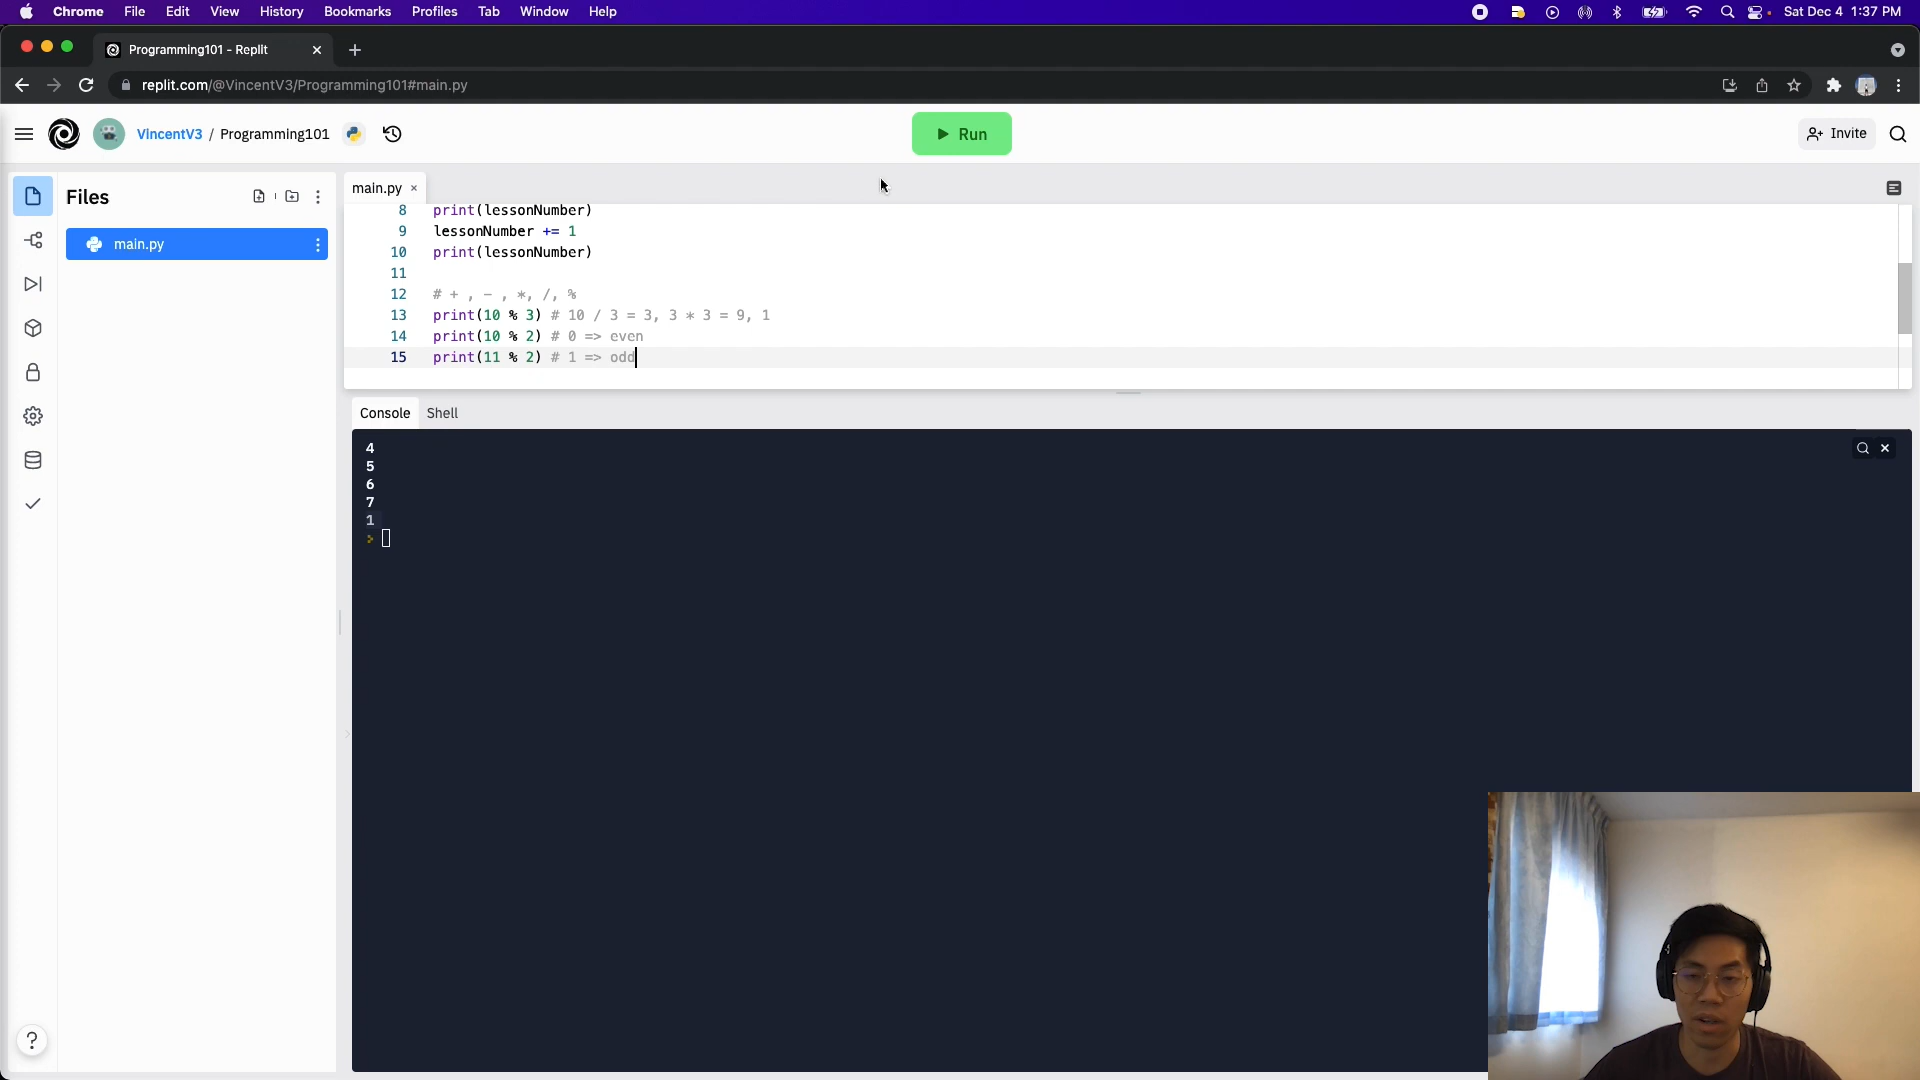 Chrome File Edit View History Bookmarks Profiles Tab Window Help Sat Dec 4 1:37 PM
Programming101 - Replit
replit.com/@VincentV3/Programming101#main.py
VincentV3 / Programming101
Run
Invite
Files
main.py
main.py
8 print(lessonNumber)
9 lessonNumber += 1
10 print(lessonNumber)
11
12 # + , - , *, /, %
13 print(10 % 3) # 10 / 3 = 3, 3 * 3 = 9, 1
14 print(10 % 2) # 0 => even
15 print(11 % 2) # 1 => odd
Console Shell
4
5
6
7
1
?